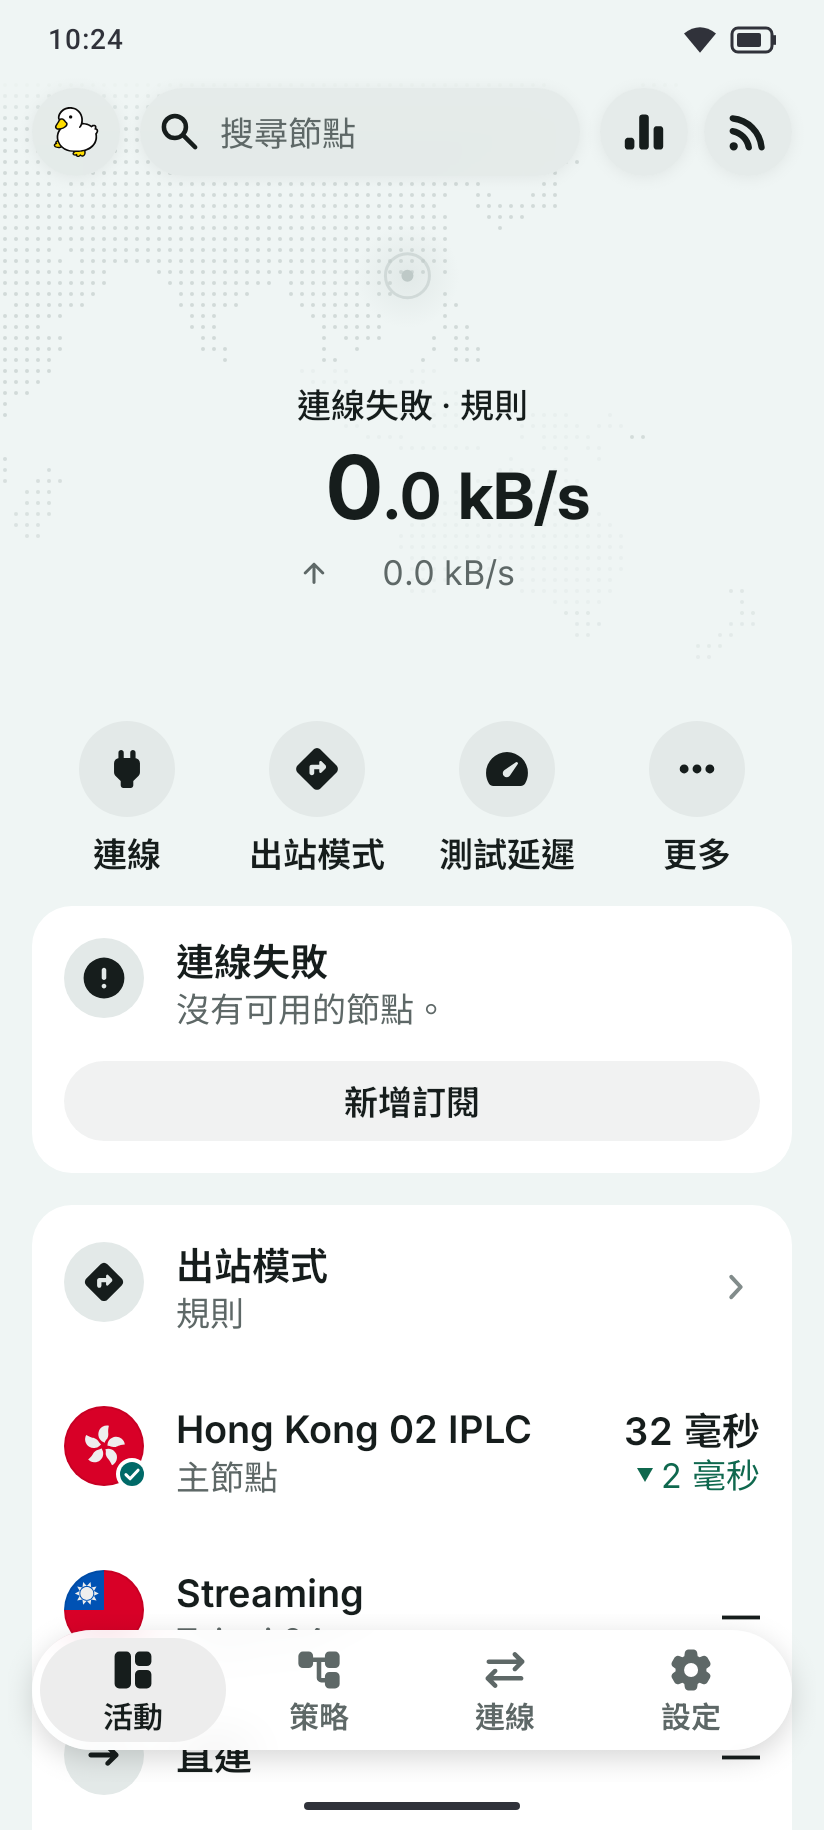 10:24
搜尋節點
連線失敗 · 規則
0.0 kB/s
↑ 0.0 kB/s
連線 出站模式 測試延遲 更多
連線失敗
沒有可用的節點。
新增訂閱
出站模式
規則
Hong Kong 02 IPLC 32 毫秒
主節點 ▼2 毫秒
Streaming —
活動 策略 連線 設定
直連 —